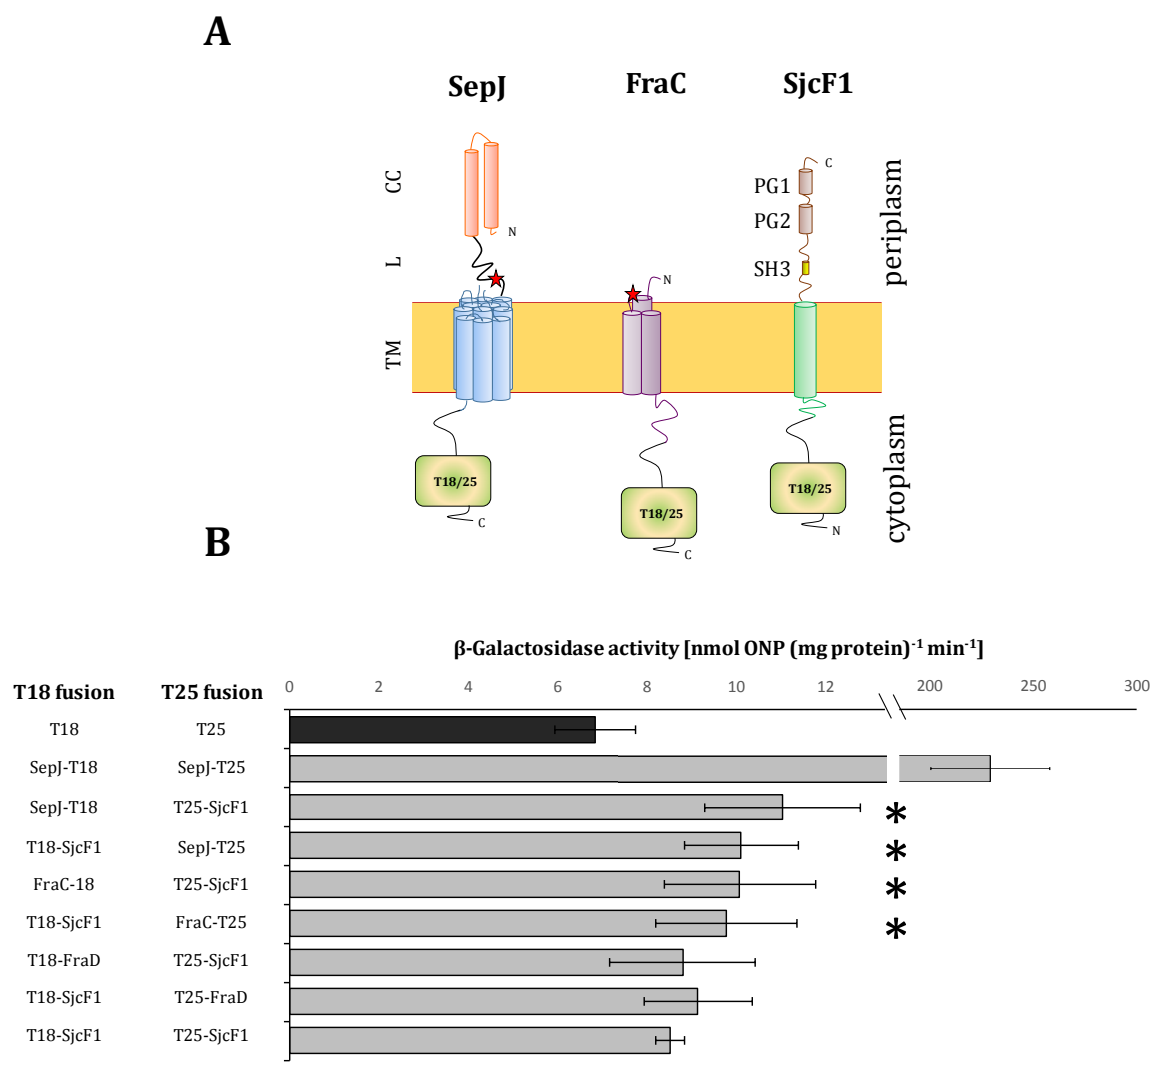 A
SepJ FraC SjcF1
CC
L
TM
N
N
C
PG1
PG2
SH3
periplasm
cytoplasm
T18/25
C
T18/25
C
T18/25
N
B
β-Galactosidase activity [nmol ONP (mg protein)-1 min-1]
T18 fusion T25 fusion 0 2 4 6 8 10 12 200 250 300
T18 T25
SepJ-T18 SepJ-T25
SepJ-T18 T25-SjcF1 *
T18-SjcF1 SepJ-T25 *
FraC-18 T25-SjcF1 *
T18-SjcF1 FraC-T25 *
T18-FraD T25-SjcF1
T18-SjcF1 T25-FraD
T18-SjcF1 T25-SjcF1